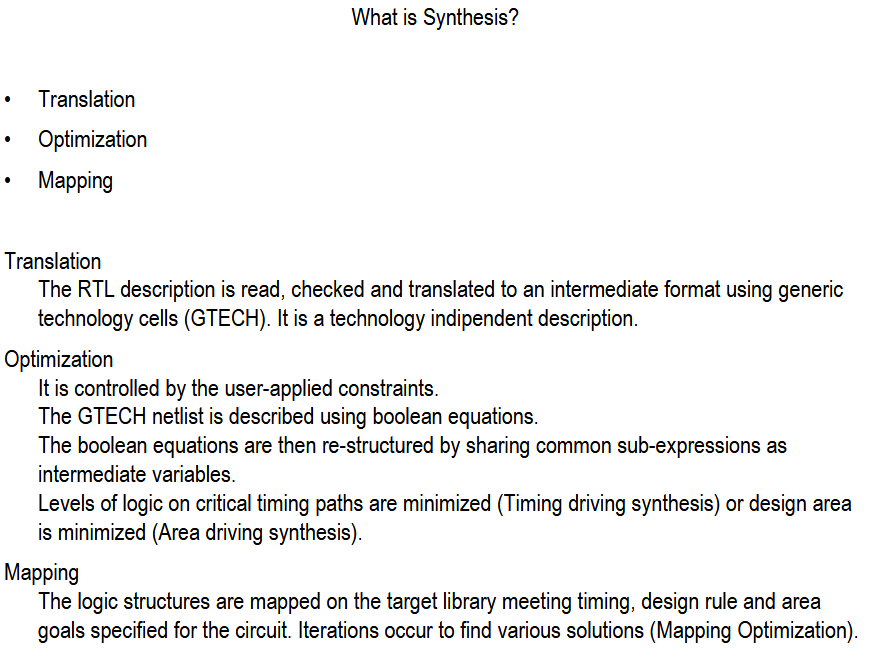 What is Synthesis?
• Translation
• Optimization
• Mapping
Translation
The RTL description is read, checked and translated to an intermediate format using generic
technology cells (GTECH). It is a technology indipendent description.
Optimization
It is controlled by the user-applied constraints.
The GTECH netlist is described using boolean equations.
The boolean equations are then re-structured by sharing common sub-expressions as
intermediate variables.
Levels of logic on critical timing paths are minimized (Timing driving synthesis) or design area
is minimized (Area driving synthesis).
Mapping
The logic structures are mapped on the target library meeting timing, design rule and area
goals specified for the circuit. Iterations occur to find various solutions (Mapping Optimization).